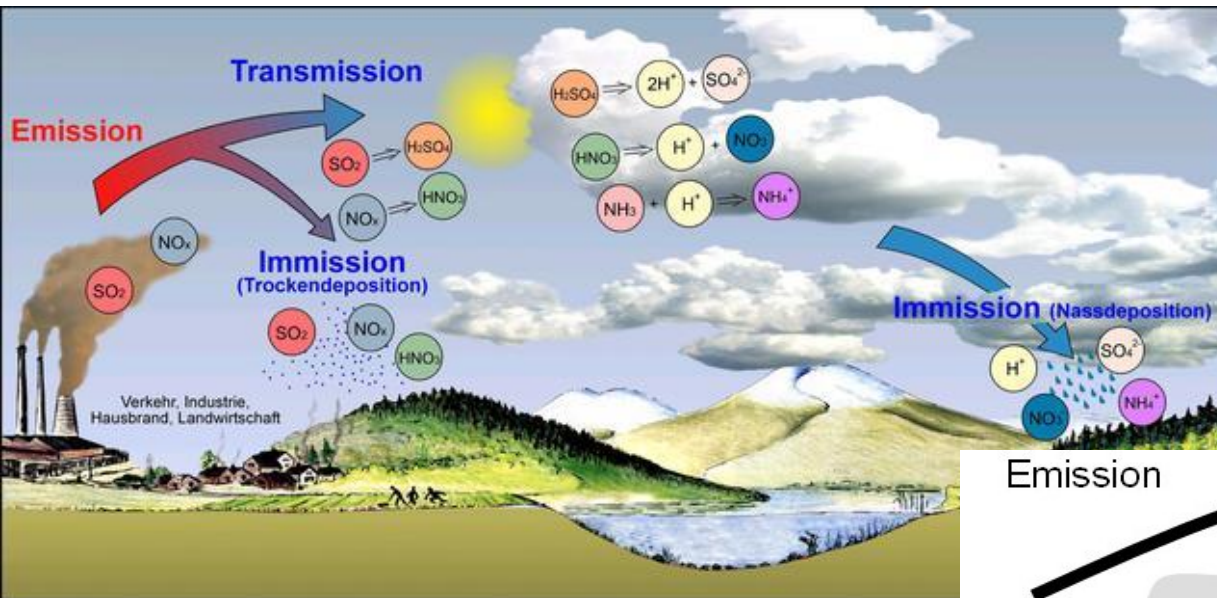 Transmission
Emission
H₂SO₄ ⇒ 2H⁺ + SO₄²⁻
SO₂ ⇒ H₂SO₄
HNO₃ ⇒ H⁺ + NO₃⁻
NOₓ ⇒ HNO₃
NH₃ + H⁺ ⇒ NH₄⁺
NOₓ
SO₂
Immission
(Trockendeposition)
SO₂
NOₓ
HNO₃
Immission (Nassdeposition)
H⁺
SO₄²⁻
NO₃⁻
NH₄⁺
Verkehr, Industrie,
Hausbrand, Landwirtschaft
Emission